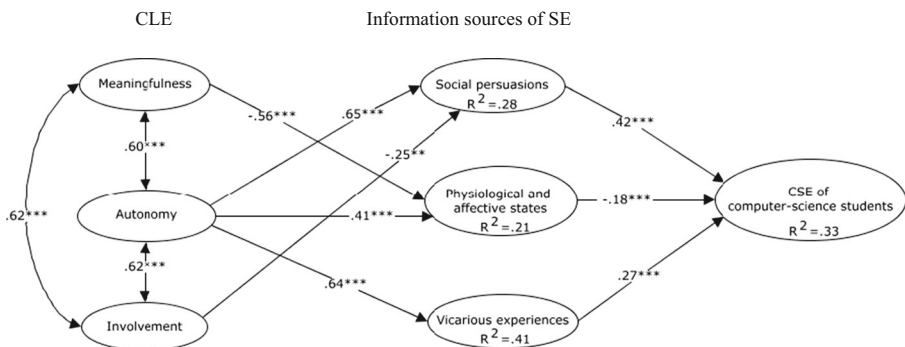 CLE
Information sources of SE
Meaningfulness
Social persuasions
R²=.28
-.56***
.65***
.42***
.60***
-.25**
Physiological and
affective states
R²=.21
CSE of
computer-science students
R²=.33
-.18***
.62***
Autonomy
.41***
.62***
.64***
.27***
Involvement
Vicarious experiences
R²=.41